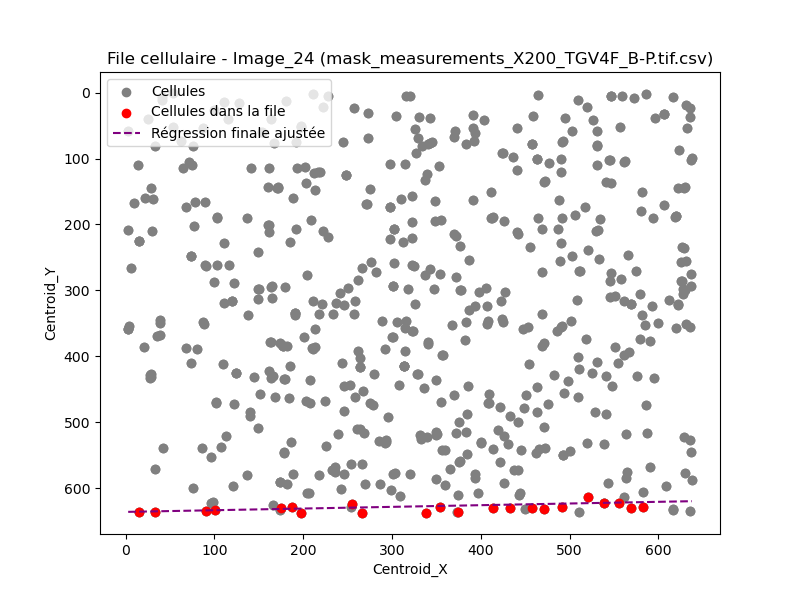 File cellulaire - Image_24 (mask_measurements_X200_TGV4F_B-P.tif.csv)
Cellules
Cellules dans la file
Régression finale ajustée
0
100
200
300
400
500
600
Centroid_Y
0 100 200 300 400 500 600
Centroid_X